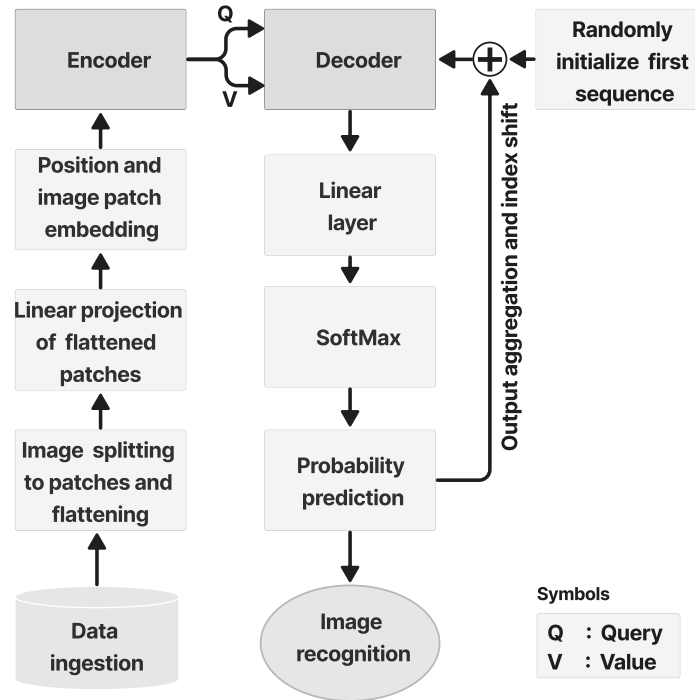 Q
V
Encoder
Decoder
Randomly
initialize first
sequence
Position and
image patch
embedding
Linear
layer
Output aggregation and index shift
Linear projection
of flattened
patches
SoftMax
Image splitting
to patches and
flattening
Probability
prediction
Data
ingestion
Image
recognition
Symbols
Q : Query
V : Value